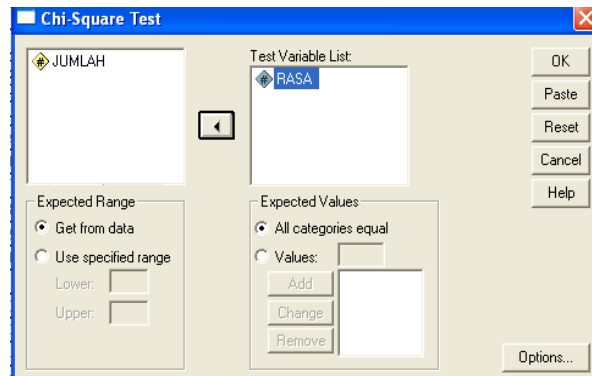 Chi-Square Test
JUMLAH
Test Variable List:
RASA
OK
Paste
Reset
Cancel
Help
Expected Range
Get from data
Use specified range
Lower:
Upper:
Expected Values
All categories equal
Values:
Add
Change
Remove
Options...